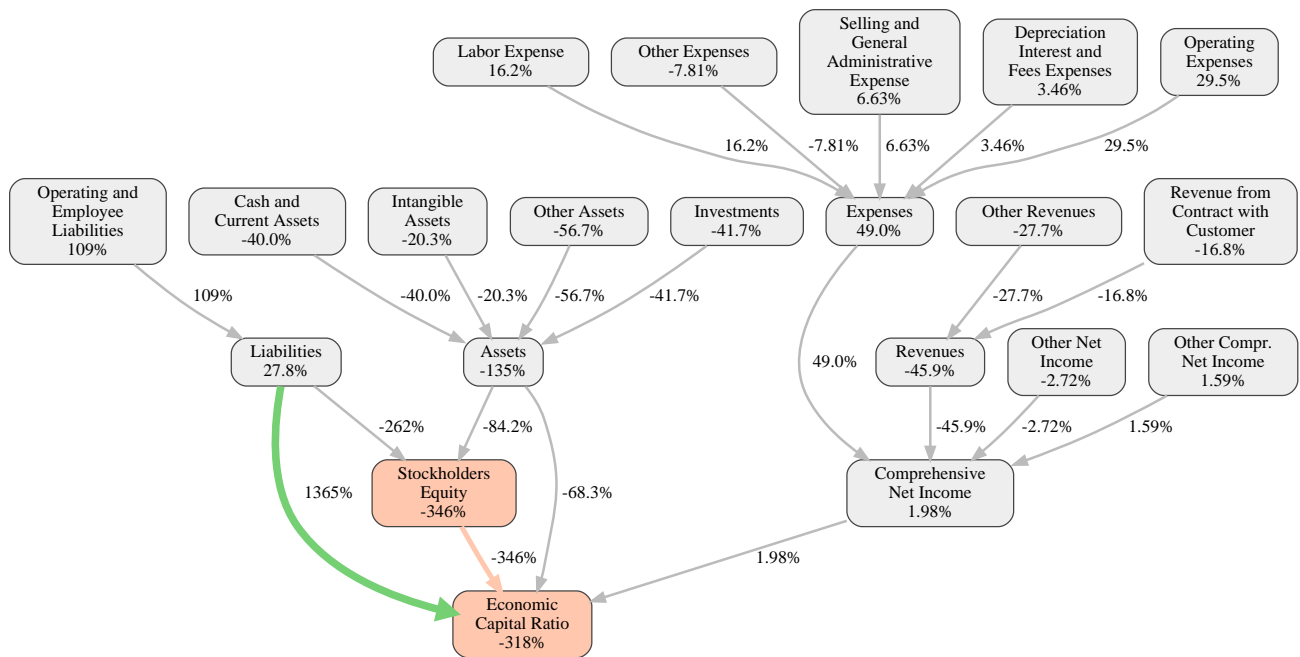 Labor Expense
16.2%
Other Expenses
-7.81%
Selling and
General
Administrative
Expense
6.63%
Depreciation
Interest and
Fees Expenses
3.46%
Operating
Expenses
29.5%
16.2%
-7.81%
6.63%
3.46%
29.5%
Operating and
Employee
Liabilities
109%
Cash and
Current Assets
-40.0%
Intangible
Assets
-20.3%
Other Assets
-56.7%
Investments
-41.7%
Expenses
49.0%
Other Revenues
-27.7%
Revenue from
Contract with
Customer
-16.8%
109%
-40.0%
-20.3%
-56.7%
-41.7%
-27.7%
-16.8%
Liabilities
27.8%
Assets
-135%
49.0%
Revenues
-45.9%
Other Net
Income
-2.72%
Other Compr.
Net Income
1.59%
-262%
-84.2%
-45.9%
-2.72%
1.59%
1365%
Stockholders
Equity
-346%
-68.3%
Comprehensive
Net Income
1.98%
-346%
1.98%
Economic
Capital Ratio
-318%